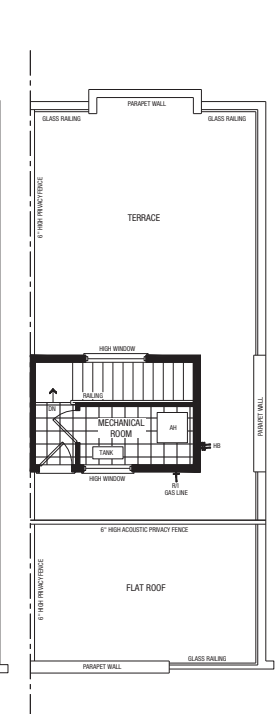 PARAPET WALL
GLASS RAILING
GLASS RAILING
6" HIGH PRIVACY FENCE
TERRACE
HIGH WINDOW
RAILING
DN
MECHANICAL
ROOM
AH
TANK
HB
PARAPET WALL
HIGH WINDOW
R/I
GAS LINE
6" HIGH ACOUSTIC PRIVACY FENCE
6" HIGH PRIVACY FENCE
FLAT ROOF
GLASS RAILING
PARAPET WALL